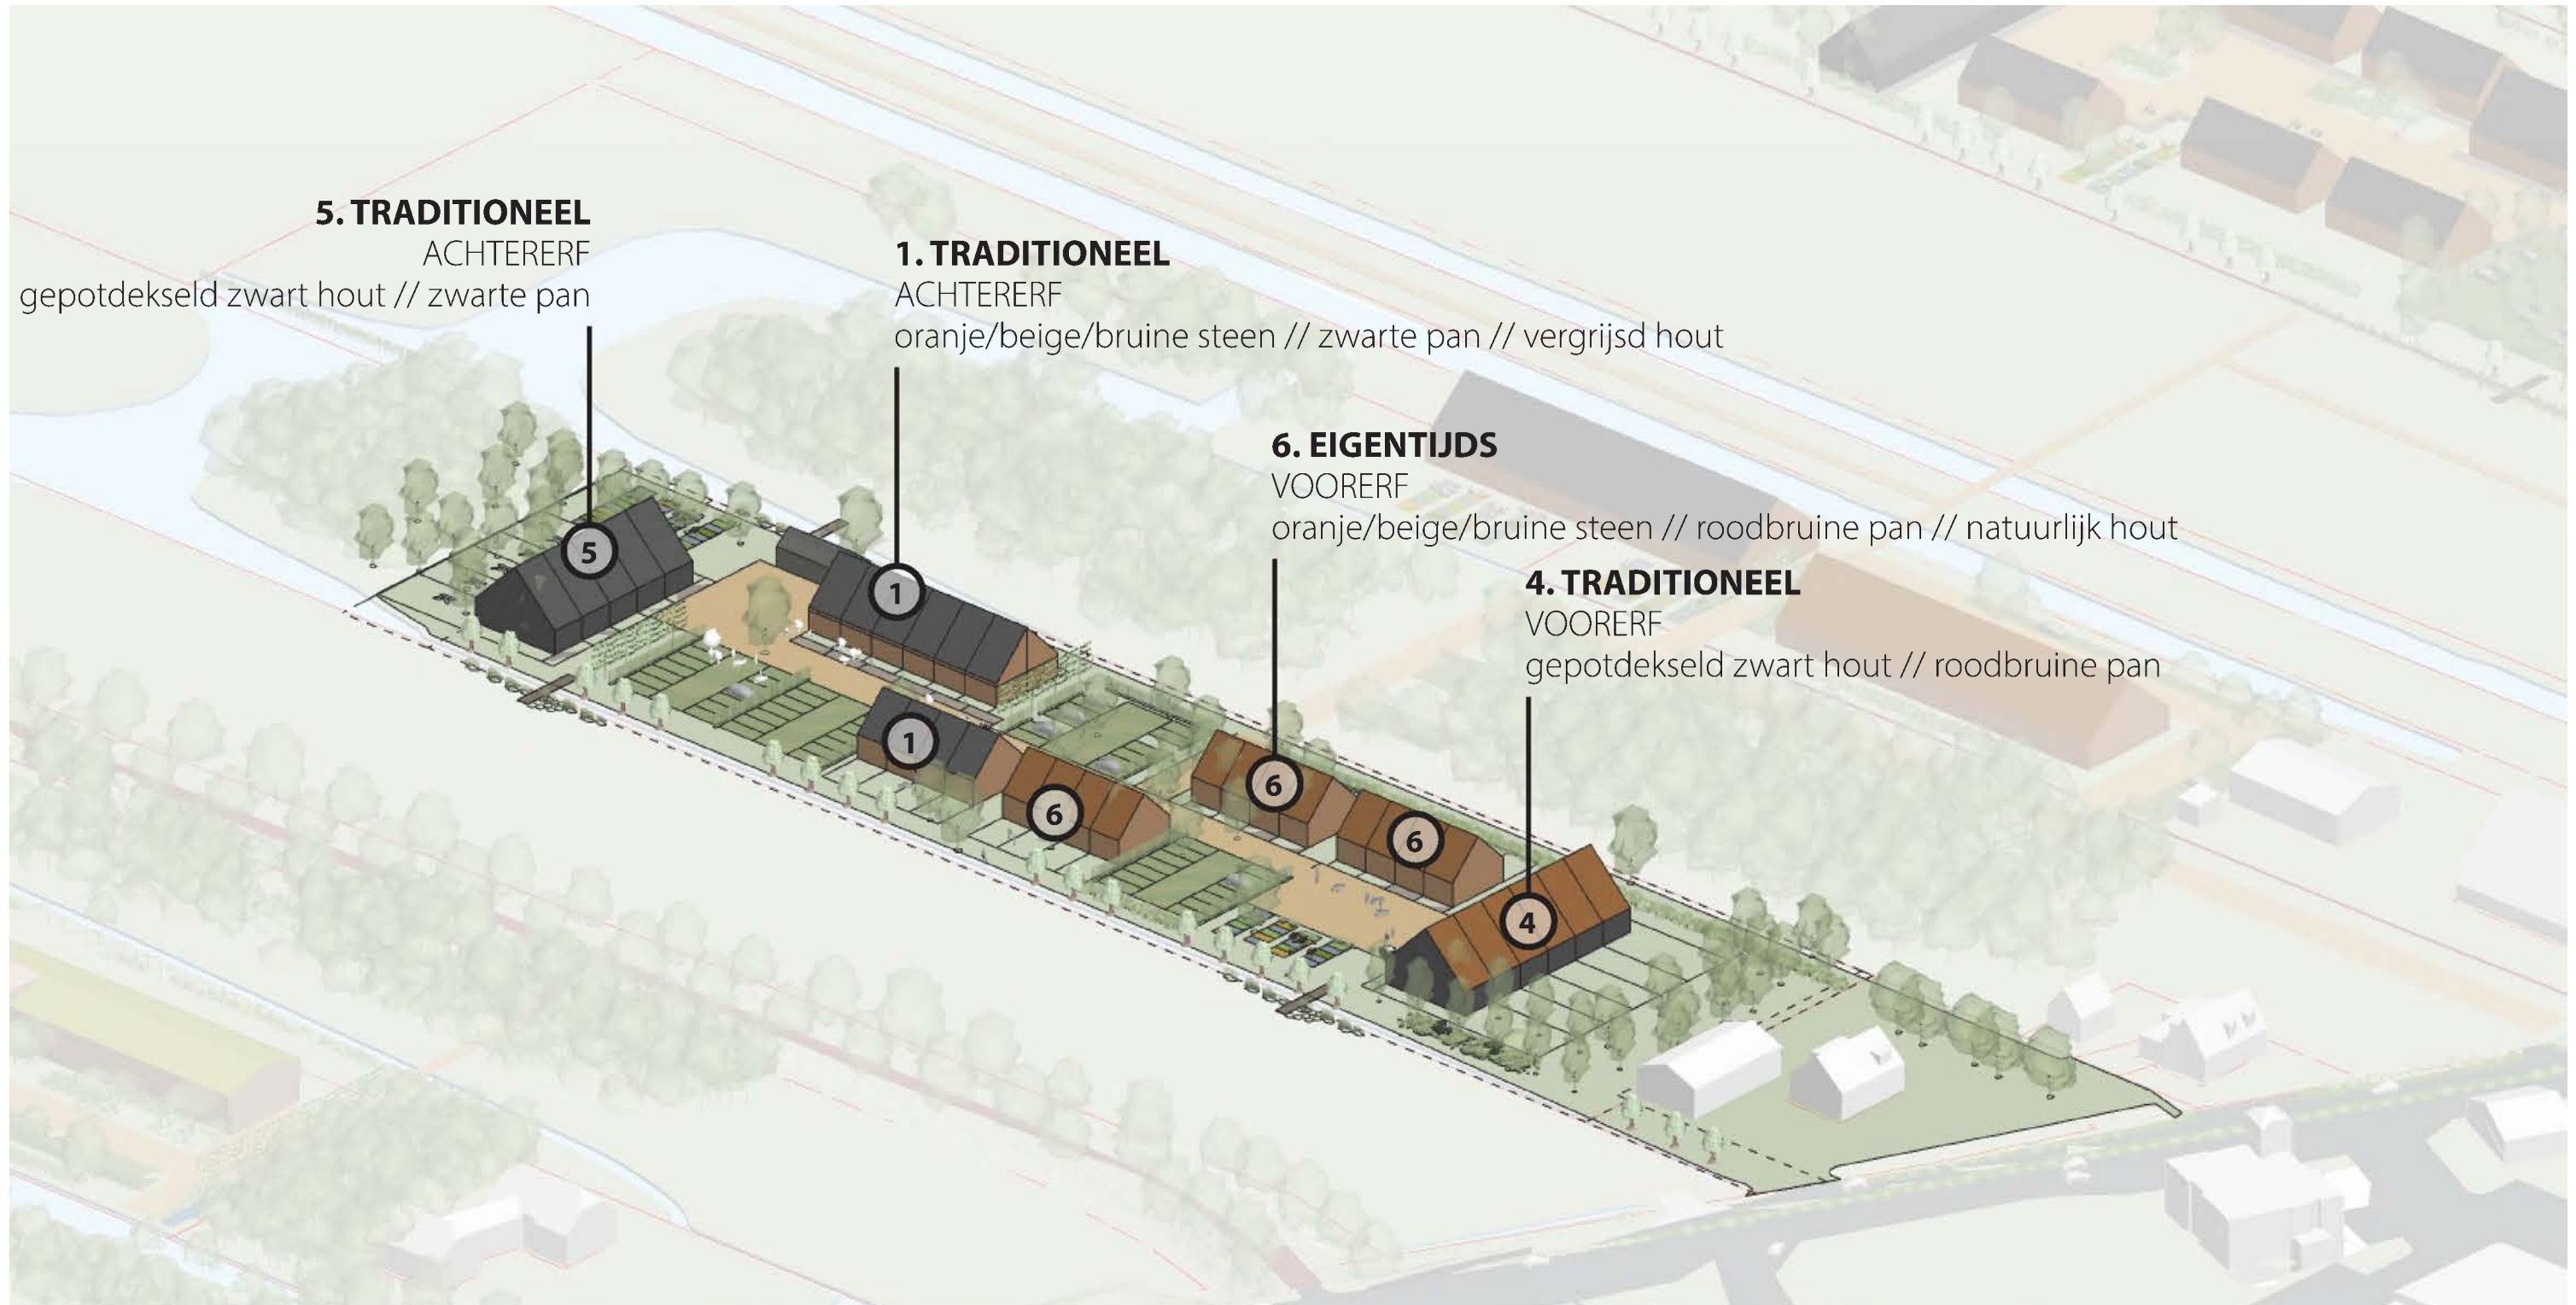 5. TRADITIONEEL
ACHTERERF
gepotdekseld zwart hout // zwarte pan
1. TRADITIONEEL
ACHTERERF
oranje/beige/bruine steen // zwarte pan // vergrijsd hout
6. EIGENTIJDS
VOORERF
oranje/beige/bruine steen // roodbruine pan // natuurlijk hout
4. TRADITIONEEL
VOORERF
gepotdekseld zwart hout // roodbruine pan
5
1
1
6
6
6
4